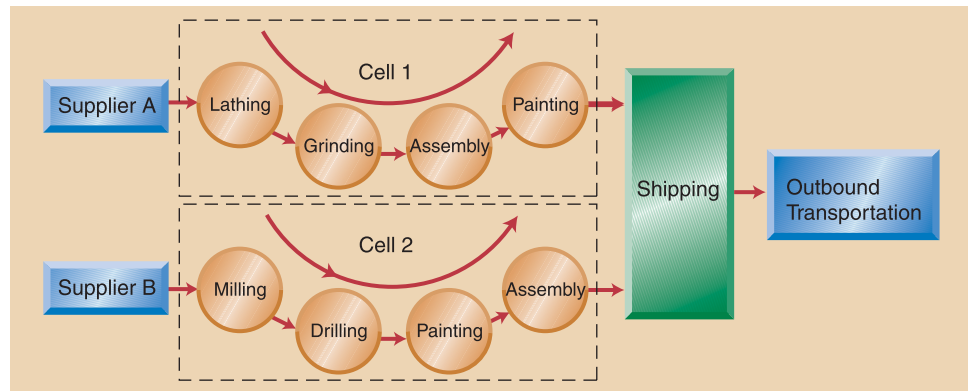 Cell 1
Supplier A
Lathing
Grinding
Assembly
Painting
Cell 2
Supplier B
Milling
Drilling
Painting
Assembly
Shipping
Outbound
Transportation